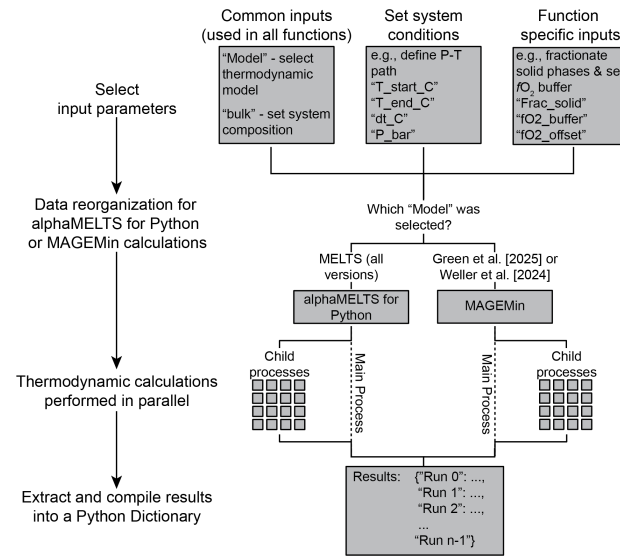 Common inputs
(used in all functions)
Set system
conditions
Function
specific inputs
“Model” - select
thermodynamic
model
“bulk” - set system
composition
e.g., define P-T
path
“T_start_C”
“T_end_C”
“dt_C”
“P_bar”
e.g., fractionate
solid phases & se
fO2 buffer
“Frac_solid”
“fO2_buffer”
“fO2_offset”
Select
input parameters
Data reorganization for
alphaMELTS for Python
or MAGEMin calculations
Which “Model” was
selected?
MELTS (all
versions)
Green et al. [2025] or
Weller et al. [2024]
alphaMELTS for
Python
MAGEMin
Child
processes
Main Process
Main Process
Child
processes
Thermodynamic calculations
performed in parallel
Extract and compile results
into a Python Dictionary
Results: {”Run 0”: ...,
“Run 1”: ...,
“Run 2”: ...,
...
“Run n-1”}